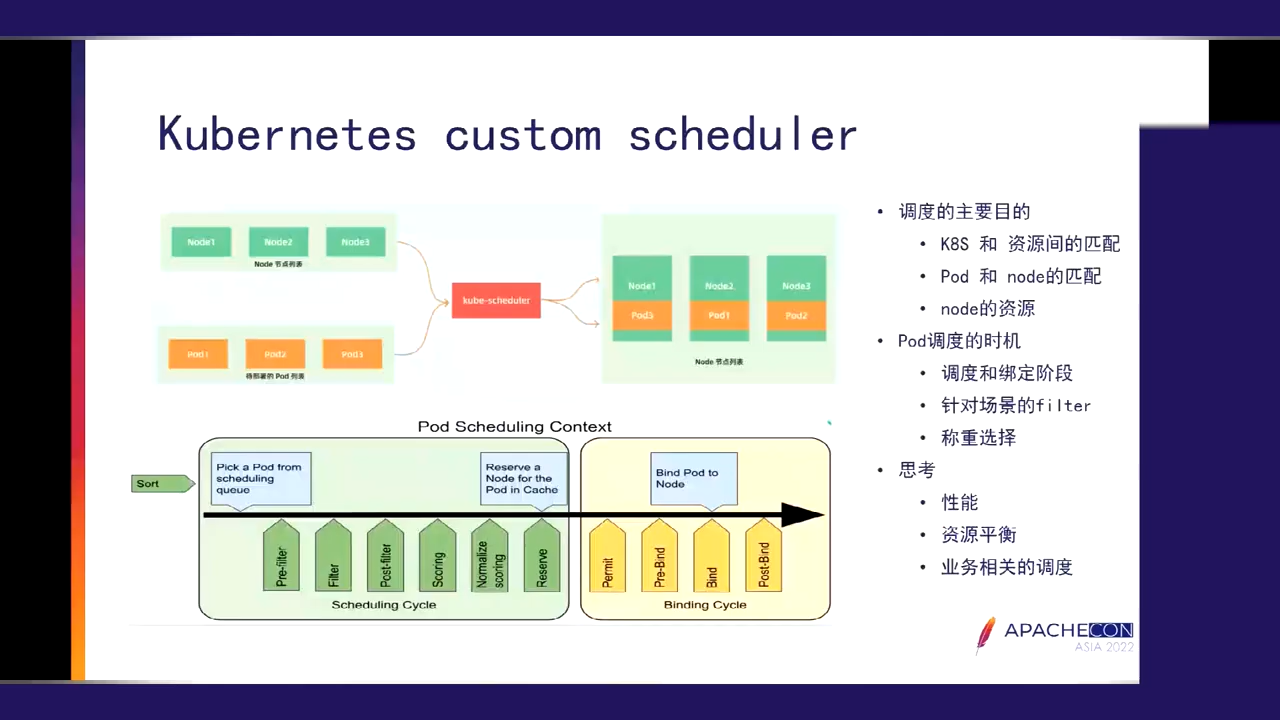 Kubernetes custom scheduler
Node1
Node2
Node3
Node 节点列表
kube-scheduler
Pod1
Pod2
Pod3
待部署的 Pod 列表
Node1
Node2
Node3
Pod3
Pod1
Pod2
Node 节点列表
Pod Scheduling Context
Sort
Pick a Pod from
scheduling
queue
Reserve a
Node for the
Pod in Cache
Bind Pod to
Node
Pre-filter
Filter
Post-filter
Scoring
Normalize
scoring
Reserve
Permit
Pre-Bind
Bind
Post-Bind
Scheduling Cycle
Binding Cycle
• 调度的主要目的
• K8S 和 资源间的匹配
• Pod 和 node的匹配
• node的资源
• Pod调度的时机
• 调度和绑定阶段
• 针对场景的filter
• 称重选择
• 思考
• 性能
• 资源平衡
• 业务相关的调度
APACHECON
ASIA 2022